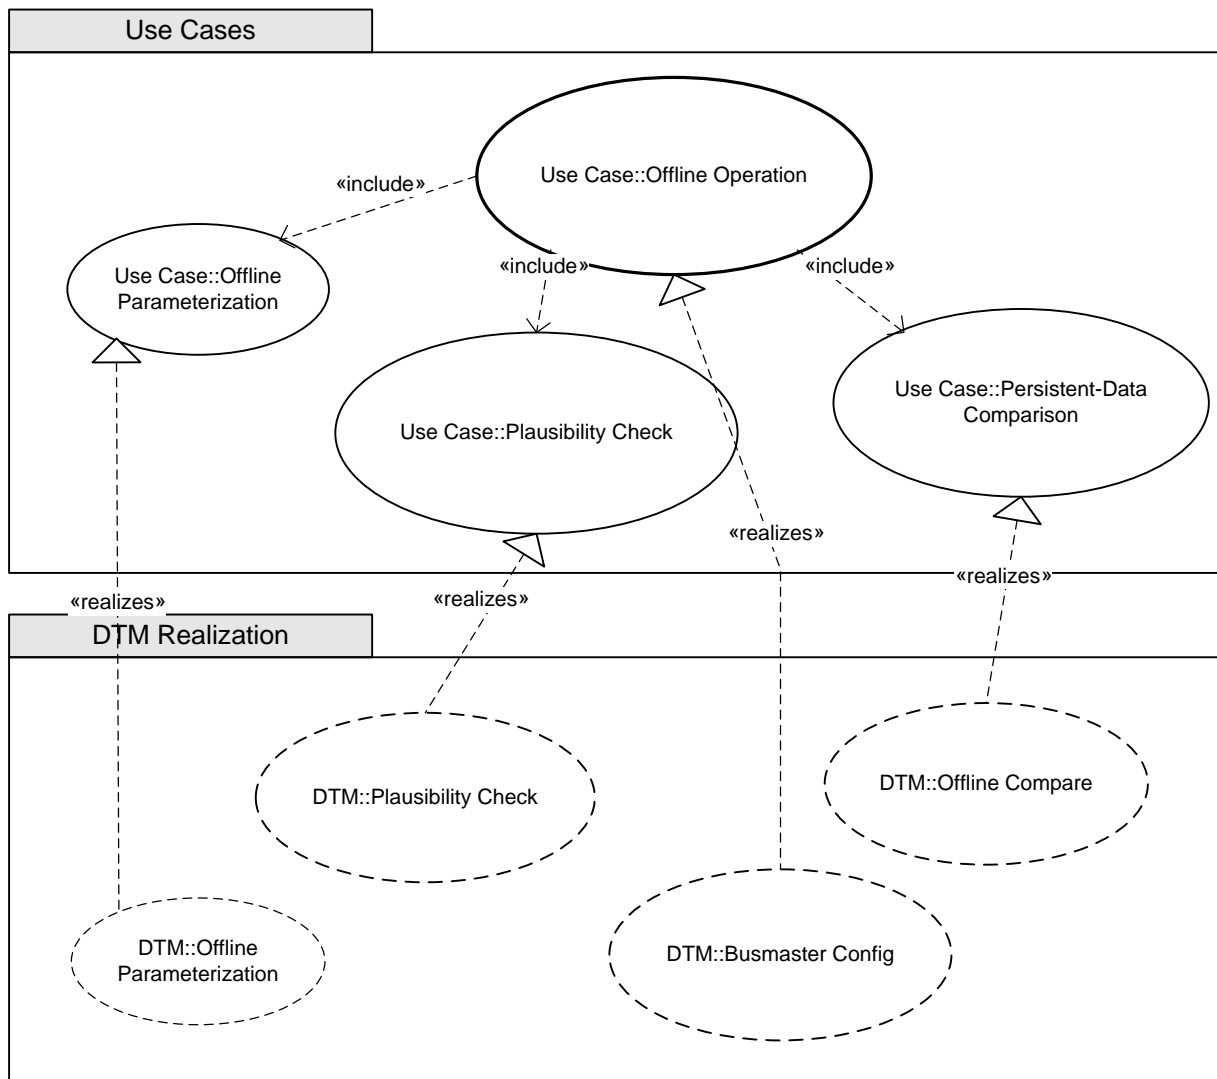 Use Cases
Use Case::Offline Operation
«include»
Use Case::Offline
Parameterization
«include»
«include»
Use Case::Persistent-Data
Comparison
Use Case::Plausibility Check
«realizes»
«realizes»
«realizes»
«realizes»
DTM Realization
DTM::Offline Compare
DTM::Plausibility Check
DTM::Offline
Parameterization
DTM::Busmaster Config